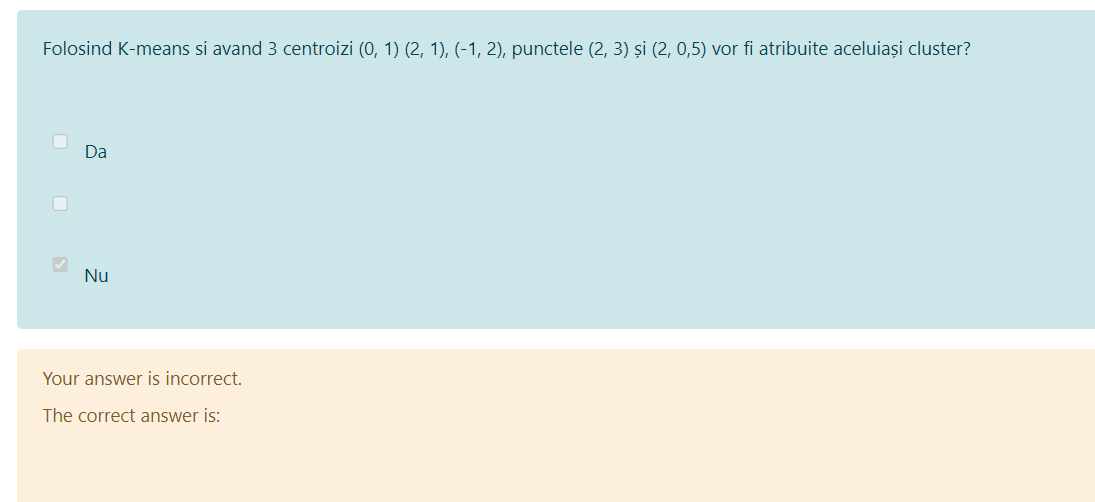 Folosind K-means si avand 3 centroizi (0, 1) (2, 1), (-1, 2), punctele (2, 3) și (2, 0,5) vor fi atribuite aceluiași cluster?
Da
Nu
Your answer is incorrect.
The correct answer is: